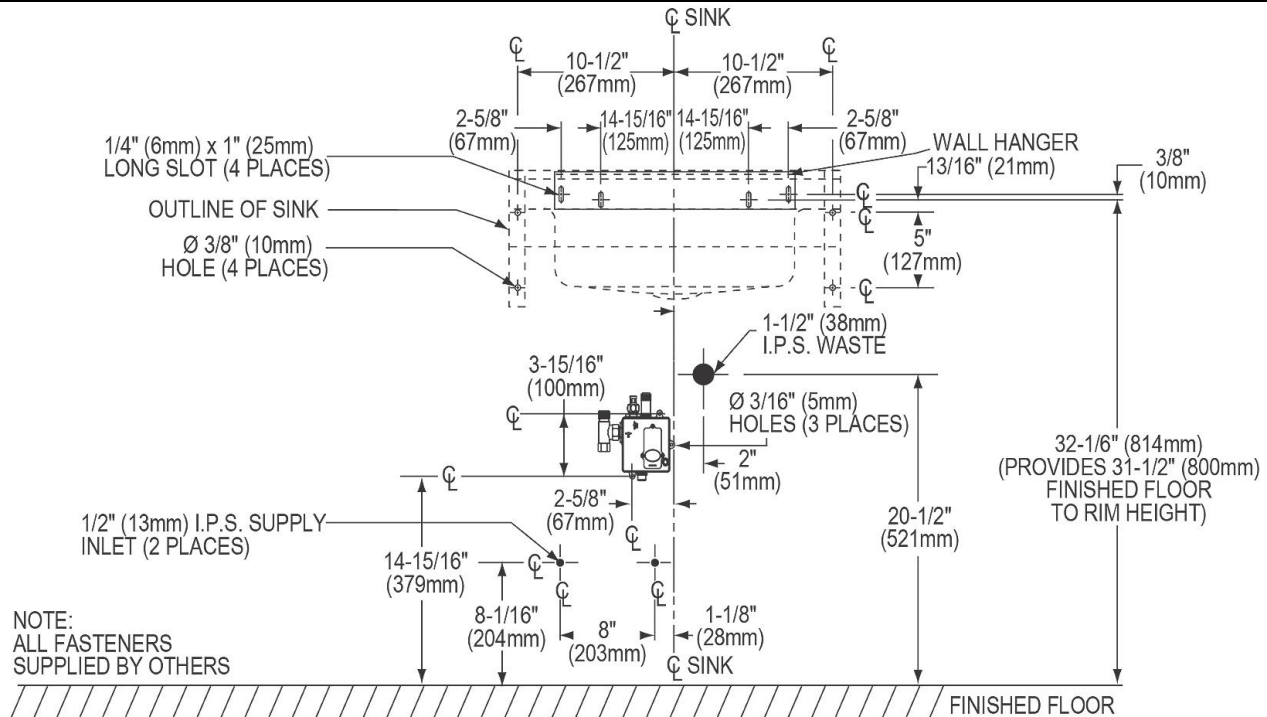 ℄ SINK
℄
10-1/2"
(267mm)
10-1/2"
(267mm)
℄
2-5/8"
(67mm)
14-15/16"
(125mm)
14-15/16"
(125mm)
2-5/8"
(67mm)
WALL HANGER
13/16" (21mm)
3/8"
(10mm)
1/4" (6mm) x 1" (25mm)
LONG SLOT (4 PLACES)
OUTLINE OF SINK
Ø 3/8" (10mm)
HOLE (4 PLACES)
℄
℄
5"
(127mm)
℄
1-1/2" (38mm)
I.P.S. WASTE
3-15/16"
(100mm)
℄
Ø 3/16" (5mm)
HOLES (3 PLACES)
2"
(51mm)
32-1/6" (814mm)
(PROVIDES 31-1/2" (800mm)
FINISHED FLOOR
TO RIM HEIGHT)
℄
2-5/8"
(67mm)
℄
20-1/2"
(521mm)
1/2" (13mm) I.P.S. SUPPLY
INLET (2 PLACES)
14-15/16"
(379mm)
℄
℄
℄
8-1/16"
(204mm)
8"
(203mm)
1-1/8"
(28mm)
℄ SINK
NOTE:
ALL FASTENERS
SUPPLIED BY OTHERS
FINISHED FLOOR